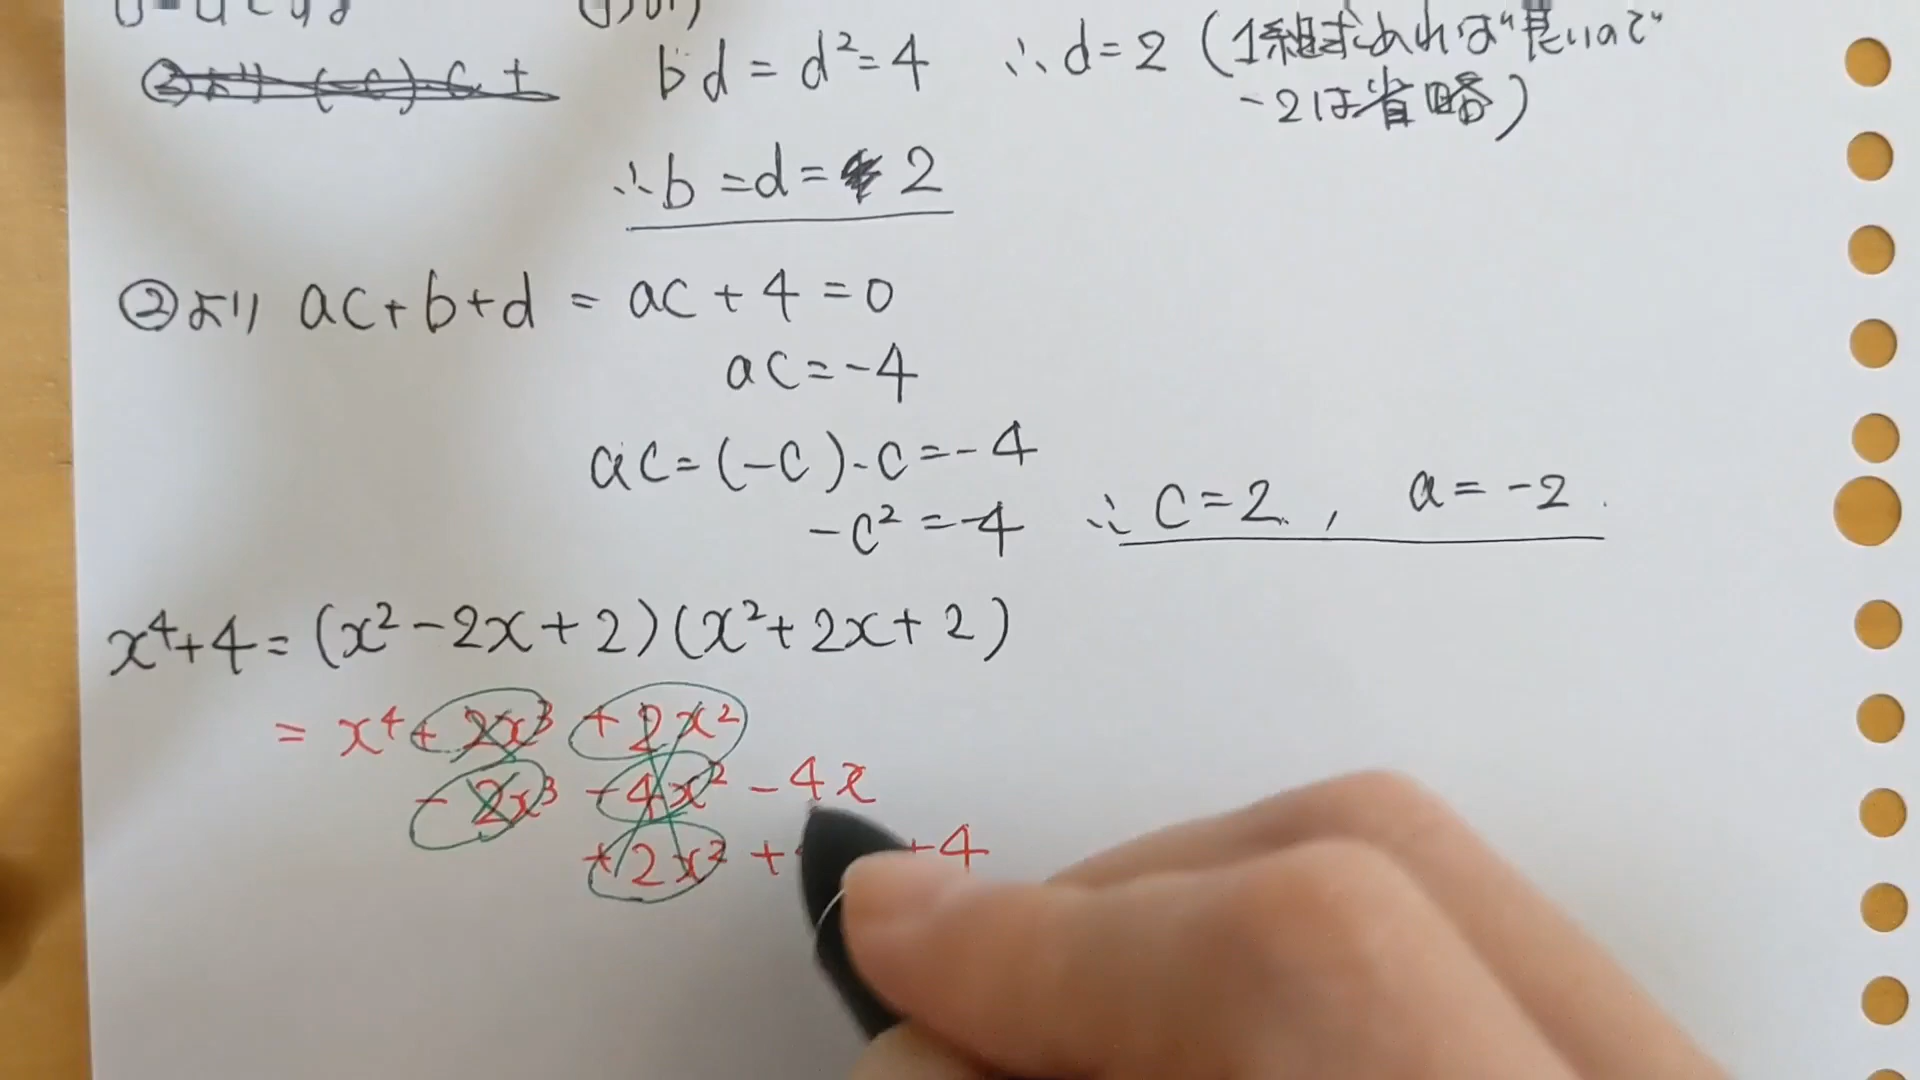 bd = d² = 4 ∴ d = 2 (1組求めれば良いので
-2は省略)
∴ b = d = 2
②より ac + b + d = ac + 4 = 0
ac = -4
ac = (-c)・c = -4
-c² = -4 ∴ c = 2, a = -2.
x⁴+4 = (x² - 2x + 2)(x² + 2x + 2)
= x⁴ + 2x³ + 2x²
- 2x³ - 4x² - 4x
+ 2x² + +4